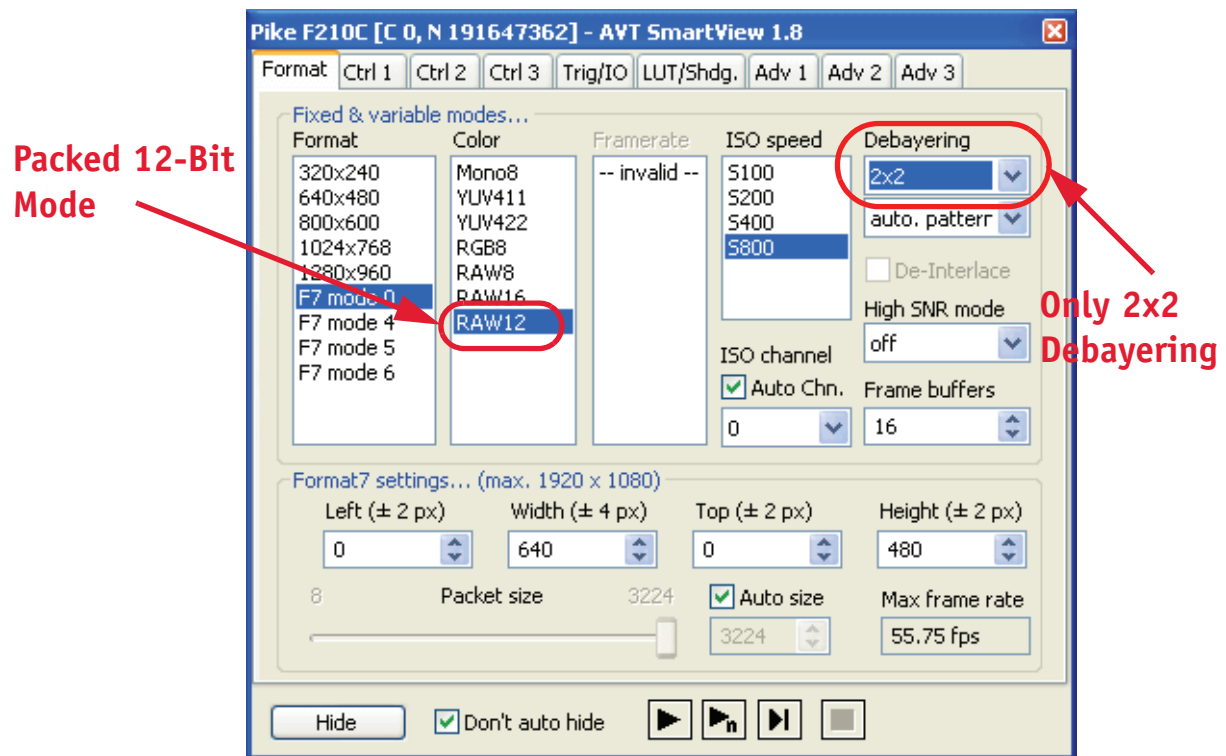 Pike F210C [C 0, N 191647362] - AVT SmartView 1.8
Format Ctrl 1 Ctrl 2 Ctrl 3 Trig/IO LUT/Shdg. Adv 1 Adv 2 Adv 3
Fixed & variable modes...
Format
320x240
640x480
800x600
1024x768
1280x960
F7 mode 0
F7 mode 4
F7 mode 5
F7 mode 6
Color
Mono8
YUV411
YUV422
RGB8
RAW8
RAW16
RAW12
Framerate
-- invalid --
ISO speed
S100
S200
S400
S800
ISO channel
Auto Chn.
0
Debayering
2x2
auto. patterr
De-Interlace
High SNR mode
off
Frame buffers
16
Packed 12-Bit
Mode
Only 2x2
Debayering
Format7 settings... (max. 1920 x 1080)
Left (± 2 px) Width (± 4 px) Top (± 2 px) Height (± 2 px)
0 640 0 480
8 Packet size 3224 Auto size Max frame rate
3224 55.75 fps
Hide Don't auto hide n